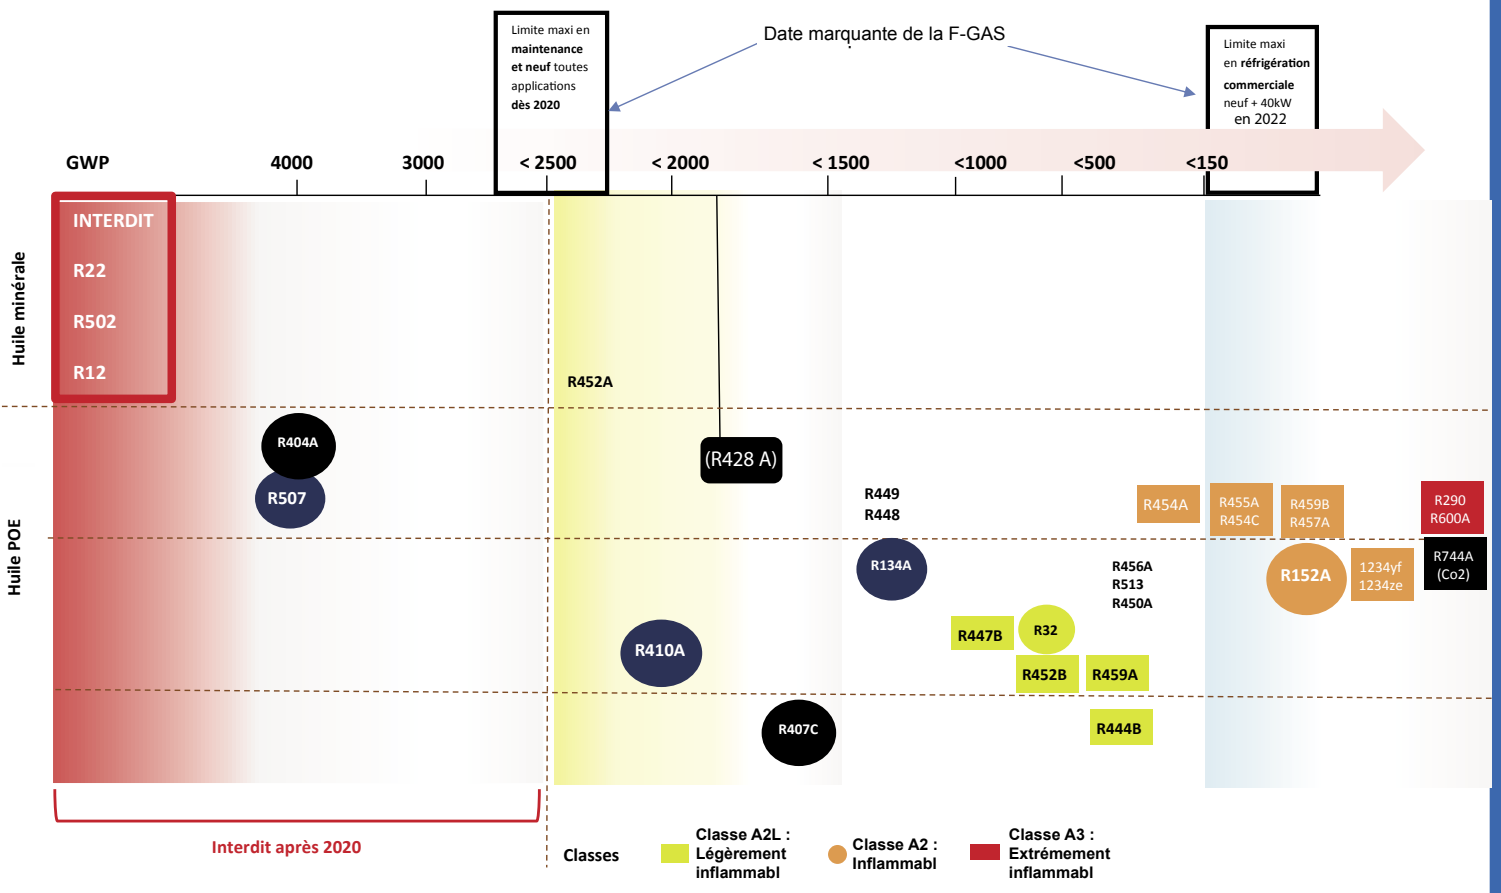 Limite maxi en
maintenance
et neuf toutes
applications
dès 2020
Date marquante de la F-GAS
Limite maxi
en réfrigération
commerciale
neuf + 40kW
en 2022
GWP
4000
3000
< 2500
< 2000
< 1500
<1000
<500
<150
Huile minérale
INTERDIT
R22
R502
R12
R452A
Huile POE
R404A
R507
(R428 A)
R449
R448
R454A
R455A
R454C
R459B
R457A
R290
R600A
R134A
R456A
R513
R450A
R152A
1234yf
1234ze
R744A
(Co2)
R410A
R447B
R32
R452B
R459A
R407C
R444B
Interdit après 2020
Classes
Classe A2L :
Légèrement
inflammabl
Classe A2 :
Inflammabl
Classe A3 :
Extrémement
inflammabl